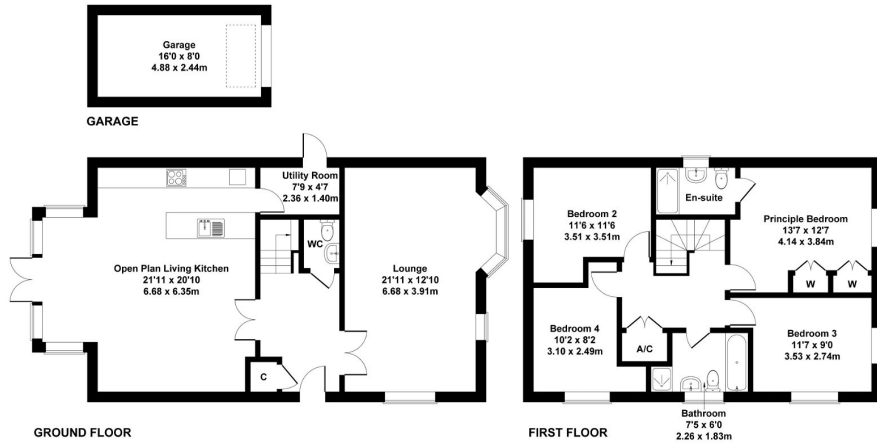 Garage
16'0 x 8'0
4.88 x 2.44m
GARAGE
Utility Room
7'9 x 4'7
2.36 x 1.40m
WC
Open Plan Living Kitchen
21'11 x 20'10
6.68 x 6.35m
Lounge
21'11 x 12'10
6.68 x 3.91m
C
GROUND FLOOR
En-suite
Bedroom 2
11'6 x 11'6
3.51 x 3.51m
Principle Bedroom
13'7 x 12'7
4.14 x 3.84m
W
W
Bedroom 4
10'2 x 8'2
3.10 x 2.49m
A/C
Bedroom 3
11'7 x 9'0
3.53 x 2.74m
Bathroom
7'5 x 6'0
2.26 x 1.83m
FIRST FLOOR